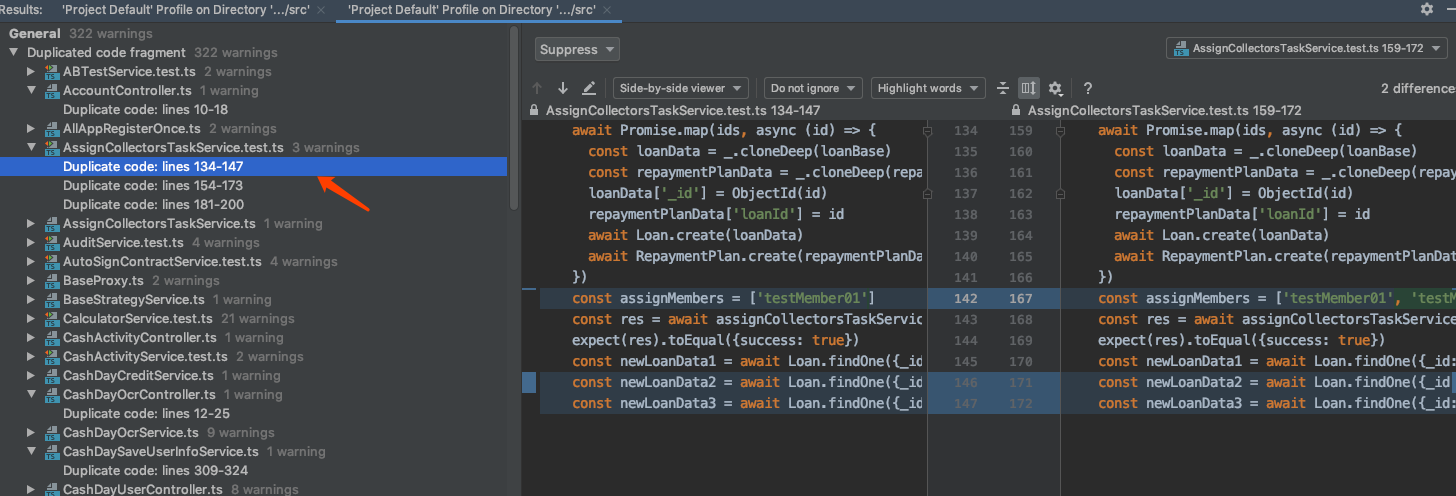 Results: 'Project Default' Profile on Directory '.../src' × 'Project Default' Profile on Directory '.../src' ×
General 322 warnings
Duplicated code fragment 322 warnings
ABTestService.test.ts 2 warnings
AccountController.ts 1 warning
Duplicate code: lines 10-18
AllAppRegisterOnce.ts 2 warnings
AssignCollectorsTaskService.test.ts 3 warnings
Duplicate code: lines 134-147
Duplicate code: lines 154-173
Duplicate code: lines 181-200
AssignCollectorsTaskService.ts 1 warning
AuditService.test.ts 4 warnings
AutoSignContractService.test.ts 4 warnings
BaseProxy.ts 2 warnings
BaseStrategyService.ts 1 warning
CalculatorService.ts 21 warnings
CashActivityController.ts 1 warning
CashActivityService.test.ts 2 warnings
CashDayCreditService.ts 1 warning
CashDayOcrController.ts 1 warning
Duplicate code: lines 12-25
CashDayOcrService.ts 9 warnings
CashDaySaveUserInfoService.ts 1 warning
Duplicate code: lines 309-324
CashDayUserController.ts 8 warnings
Suppress
AssignCollectorsTaskService.test.ts 159-172
Side-by-side viewer Do not ignore Highlight words ? 2 difference
AssignCollectorsTaskService.test.ts 134-147 AssignCollectorsTaskService.test.ts 159-172
await Promise.map(ids, async (id) => { 134 159 await Promise.map(ids, async (id) => {
const loanData = _.cloneDeep(loanBase) 135 160 const loanData = _.cloneDeep(loanBase)
const repaymentPlanData = _.cloneDeep(repa 136 161 const repaymentPlanData = _.cloneDeep(repa
loanData['_id'] = ObjectId(id) 137 162 loanData['_id'] = ObjectId(id)
repaymentPlanData['loanId'] = id 138 163 repaymentPlanData['loanId'] = id
await Loan.create(loanData) 139 164 await Loan.create(loanData)
await RepaymentPlan.create(repaymentPlanDa 140 165 await RepaymentPlan.create(repaymentPlanDa
}) 141 166 })
const assignMembers = ['testMember01'] 142 167 const assignMembers = ['testMember01', 'testM
const res = await assignCollectorsTaskServic 143 168 const res = await assignCollectorsTaskService
expect(res).toEqual({success: true}) 144 169 expect(res).toEqual({success: true})
const newLoanData1 = await Loan.findOne({_id 145 170 const newLoanData1 = await Loan.findOne({_id:
const newLoanData2 = await Loan.findOne({_id 146 171 const newLoanData2 = await Loan.findOne({_id
const newLoanData3 = await Loan.findOne({_id 147 172 const newLoanData3 = await Loan.findOne({_id: